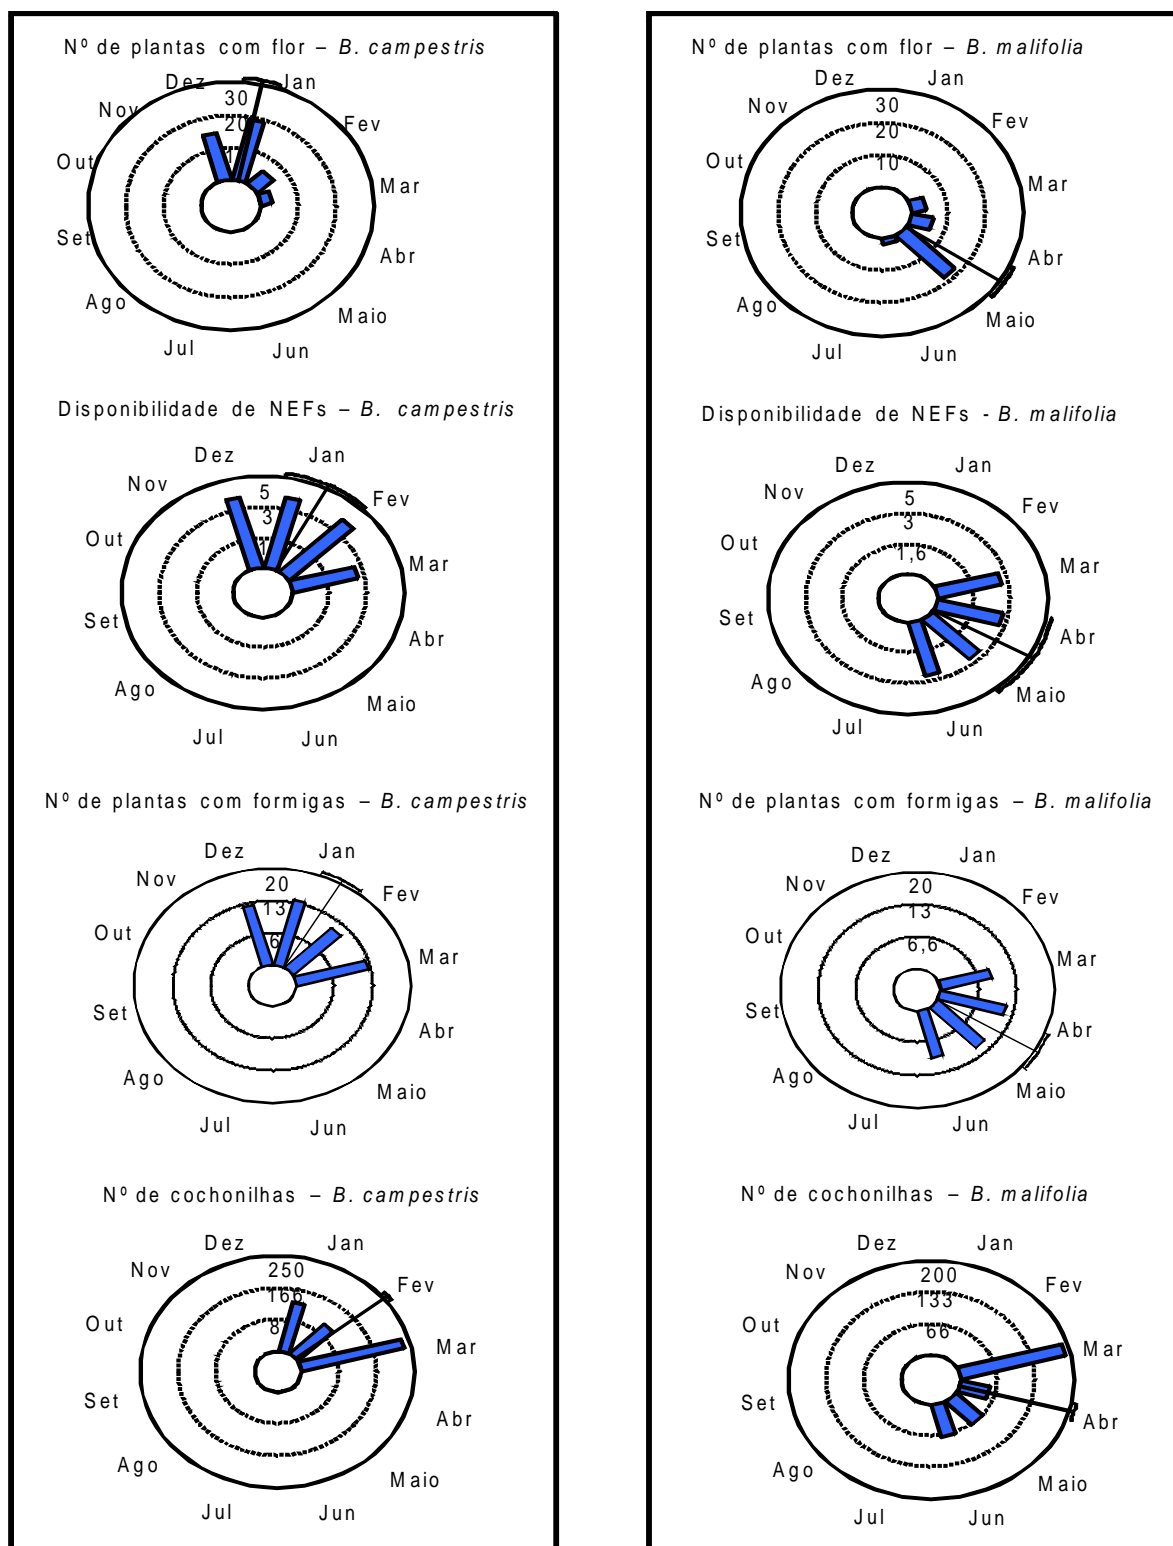 Nº de plantas com flor – B. campestris
Dez
Jan
Nov
30
Fev
20
1
Out
Mar
Set
Abr
Ago
Maio
Jul
Jun
Disponibilidade de NEFs – B. campestris
Dez
Jan
Nov
5
Fev
3
1
Out
Mar
Set
Abr
Ago
Maio
Jul
Jun
Nº de plantas com formigas – B. campestris
Dez
Jan
Nov
20
Fev
13
6
Out
Mar
Set
Abr
Ago
Maio
Jul
Jun
Nº de cochonilhas – B. campestris
Dez
Jan
Nov
250
Fev
166
8
Out
Mar
Set
Abr
Ago
Maio
Jul
Jun
Nº de plantas com flor – B. malifolia
Dez
Jan
Nov
30
Fev
20
10
Out
Mar
Set
Abr
Ago
Maio
Jul
Jun
Disponibilidade de NEFs - B. malifolia
Dez
Jan
Nov
5
Fev
3
1,6
Out
Mar
Set
Abr
Ago
Maio
Jul
Jun
Nº de plantas com formigas – B. malifolia
Dez
Jan
Nov
20
Fev
13
6,6
Out
Mar
Set
Abr
Ago
Maio
Jul
Jun
Nº de cochonilhas – B. malifolia
Dez
Jan
Nov
200
Fev
133
66
Out
Mar
Set
Abr
Ago
Maio
Jul
Jun